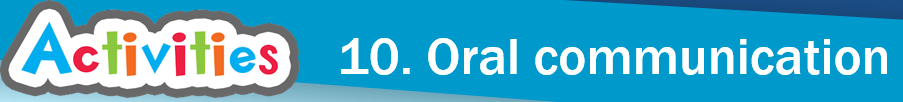 Activities
10. Oral communication